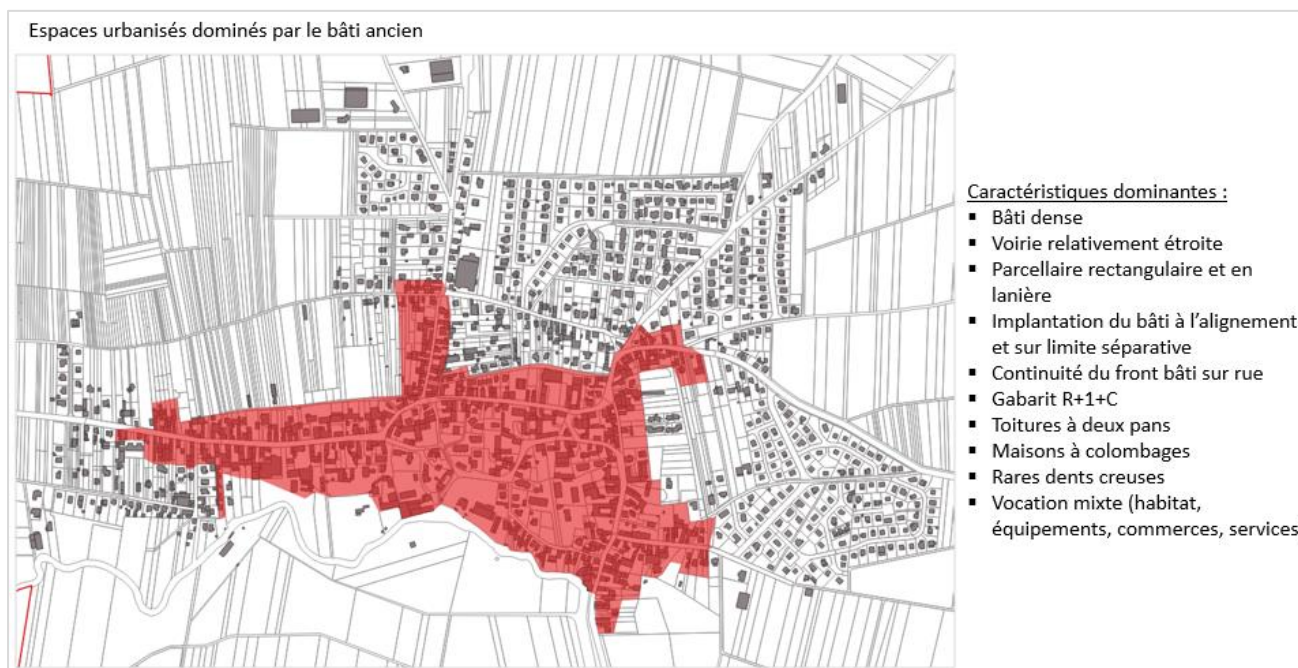 Espaces urbanisés dominés par le bâti ancien
Caractéristiques dominantes :
▪ Bâti dense
▪ Voirie relativement étroite
▪ Parcellaire rectangulaire et en
lanière
▪ Implantation du bâti à l’alignement
et sur limite séparative
▪ Continuité du front bâti sur rue
▪ Gabarit R+1+C
▪ Toitures à deux pans
▪ Maisons à colombages
▪ Rares dents creuses
▪ Vocation mixte (habitat,
équipements, commerces, services